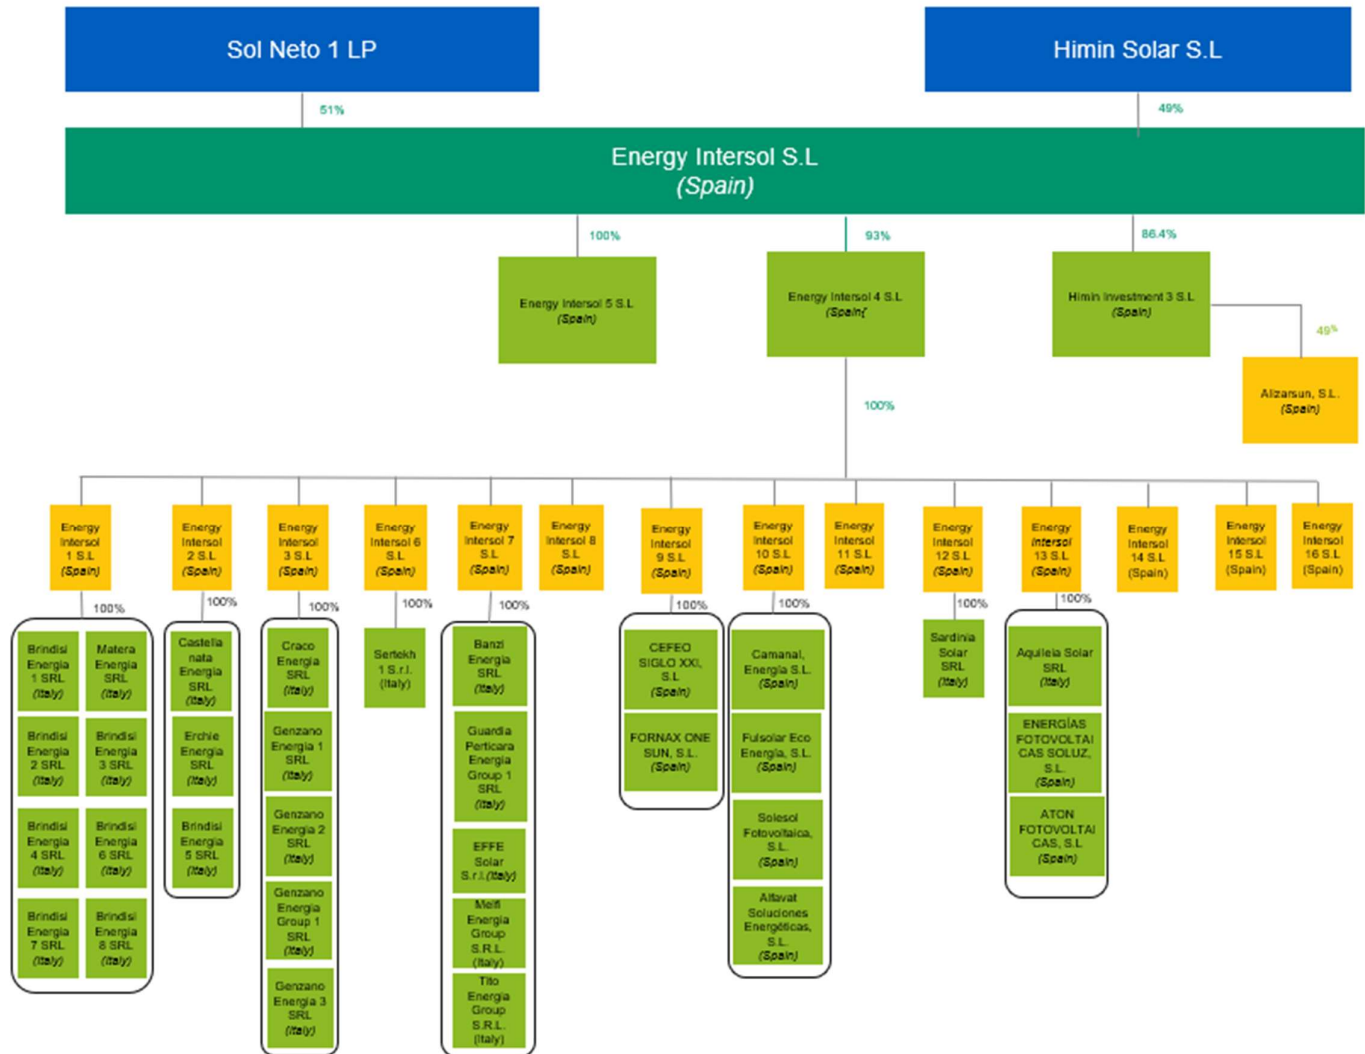 Sol Neto 1 LP
Himin Solar S.L
51%
49%
Energy Intersol S.L
(Spain)
100%
93%
86.4%
Energy Intersol 5 S.L
(Spain)
Energy Intersol 4 S.L
(Spain(
Himin Investment 3 S.L
(Spain)
49%
Alizarsun, S.L.
(Spain)
100%
Energy
Intersol
1 S.L
(Spain)
Energy
Intersol
2 S.L
(Spain)
Energy
Intersol
3 S.L
(Spain)
Energy
Intersol 6
S.L
(Spain)
Energy
Intersol 7
S.L
(Spain)
Energy
Intersol 8
S.L
(Spain)
Energy
Intersol
9 S.L
(Spain)
Energy
Intersol
10 S.L
(Spain)
Energy
Intersol
11 S.L
(Spain)
Energy
Intersol
12 S.L
(Spain)
Energy
Intersol
13 S.L
(Spain)
Energy
Intersol
14 S.L
(Spain)
Energy
Intersol
15 S.L
(Spain)
Energy
Intersol
16 S.L
(Spain)
100%
100%
100%
100%
100%
100%
100%
100%
100%
Brindisi
Energia
1 SRL
(Italy)
Matera
Energia
SRL
(Italy)
Brindisi
Energia
2 SRL
(Italy)
Brindisi
Energia
3 SRL
(Italy)
Brindisi
Energia
4 SRL
(Italy)
Brindisi
Energia
6 SRL
(Italy)
Brindisi
Energia
7 SRL
(Italy)
Brindisi
Energia
8 SRL
(Italy)
Castella
nata
Energia
SRL
(Italy)
Erchie
Energia
SRL
(Italy)
Brindisi
Energia
5 SRL
(Italy)
Craco
Energia
SRL
(Italy)
Genzano
Energia 1
SRL
(Italy)
Genzano
Energia 2
SRL
(Italy)
Genzano
Energia
Group 1
SRL
(Italy)
Genzano
Energia 3
SRL
(Italy)
Sertekh
1 S.r.l.
(Italy)
Banzi
Energia
SRL
(Italy)
Guardia
Perticara
Energia
Group 1
SRL
(Italy)
EFFE
Solar
S.r.l.(Italy)
Melfi
Energia
Group
S.R.L.
(Italy)
Tito
Energia
Group
S.R.L.
(Italy)
CEFEO
SIGLO XXI,
S.L
(Spain)
FORNAX ONE
SUN, S.L.
(Spain)
Camanal,
Energía S.L.
(Spain)
Fulsolar Eco
Energía, S.L.
(Spain)
Solesol
Fotovoltaica,
S.L.
(Spain)
Alfavat
Soluciones
Energéticas,
S.L.
(Spain)
Sardinia
Solar
SRL
(Italy)
Aquileia Solar
SRL
(Italy)
ENERGÍAS
FOTOVOLTAI
CAS SOLUZ,
S.L.
(Spain)
ATON
FOTOVOLTAI
CAS, S.L
(Spain)